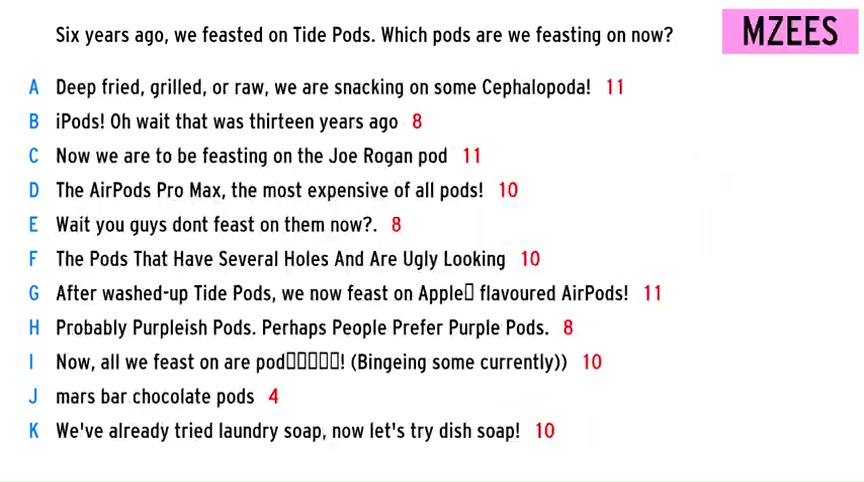 Six years ago, we feasted on Tide Pods. Which pods are we feasting on now?
MZEES
A Deep fried, grilled, or raw, we are snacking on some Cephalopoda! 11
B iPods! Oh wait that was thirteen years ago 8
C Now we are to be feasting on the Joe Rogan pod 11
D The AirPods Pro Max, the most expensive of all pods! 10
E Wait you guys dont feast on them now?. 8
F The Pods That Have Several Holes And Are Ugly Looking 10
G After washed-up Tide Pods, we now feast on Apple▯ flavoured AirPods! 11
H Probably Purpleish Pods. Perhaps People Prefer Purple Pods. 8
I Now, all we feast on are pod▯▯▯▯▯! (Bingeing some currently)) 10
J mars bar chocolate pods 4
K We've already tried laundry soap, now let's try dish soap! 10